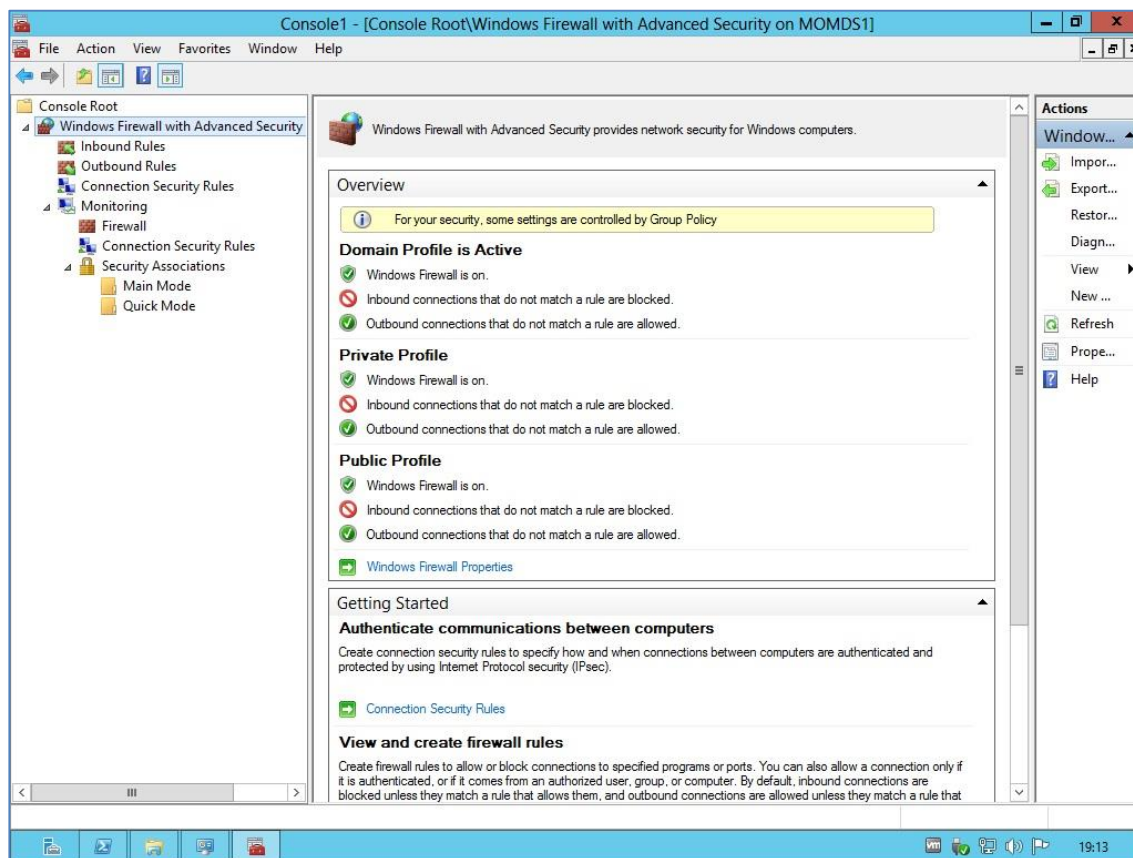 Console1 - [Console Root\Windows Firewall with Advanced Security on MOMDS1]
File Action View Favorites Window Help
Console Root
Windows Firewall with Advanced Security
Inbound Rules
Outbound Rules
Connection Security Rules
Monitoring
Firewall
Connection Security Rules
Security Associations
Main Mode
Quick Mode
Windows Firewall with Advanced Security provides network security for Windows computers.
Overview
For your security, some settings are controlled by Group Policy
Domain Profile is Active
Windows Firewall is on.
Inbound connections that do not match a rule are blocked.
Outbound connections that do not match a rule are allowed.
Private Profile
Windows Firewall is on.
Inbound connections that do not match a rule are blocked.
Outbound connections that do not match a rule are allowed.
Public Profile
Windows Firewall is on.
Inbound connections that do not match a rule are blocked.
Outbound connections that do not match a rule are allowed.
Windows Firewall Properties
Getting Started
Authenticate communications between computers
Create connection security rules to specify how and when connections between computers are authenticated and
protected by using Internet Protocol security (IPsec).
Connection Security Rules
View and create firewall rules
Create firewall rules to allow or block connections to specified programs or ports. You can also allow a connection only if
it is authenticated, or if it comes from an authorized user, group, or computer. By default, inbound connections are
blocked unless they match a rule that allows them, and outbound connections are allowed unless they match a rule that
Actions
Window...
Impor...
Export...
Restor...
Diagn...
View
New ...
Refresh
Prope...
Help
vm
19:13